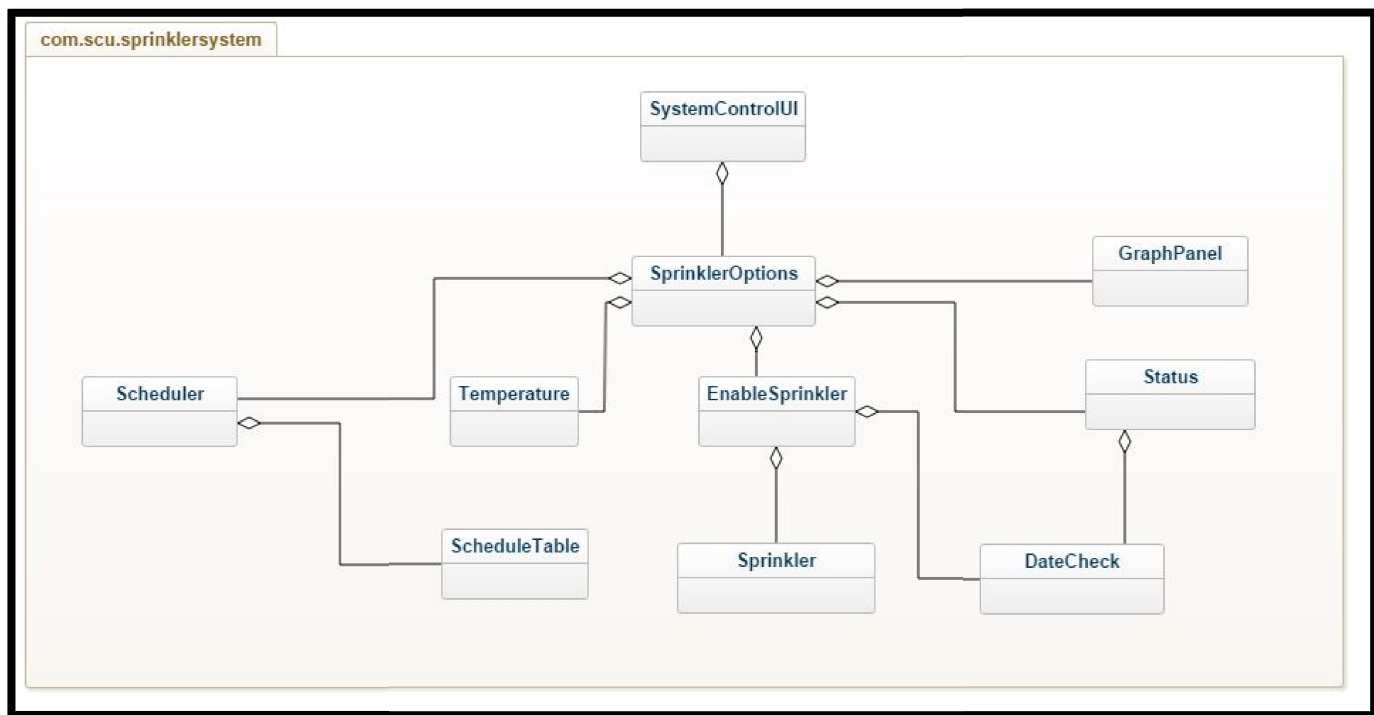 com.scu.sprinklersystem
SystemControlUI
SprinklerOptions
GraphPanel
Scheduler
Temperature
EnableSprinkler
Status
ScheduleTable
Sprinkler
DateCheck